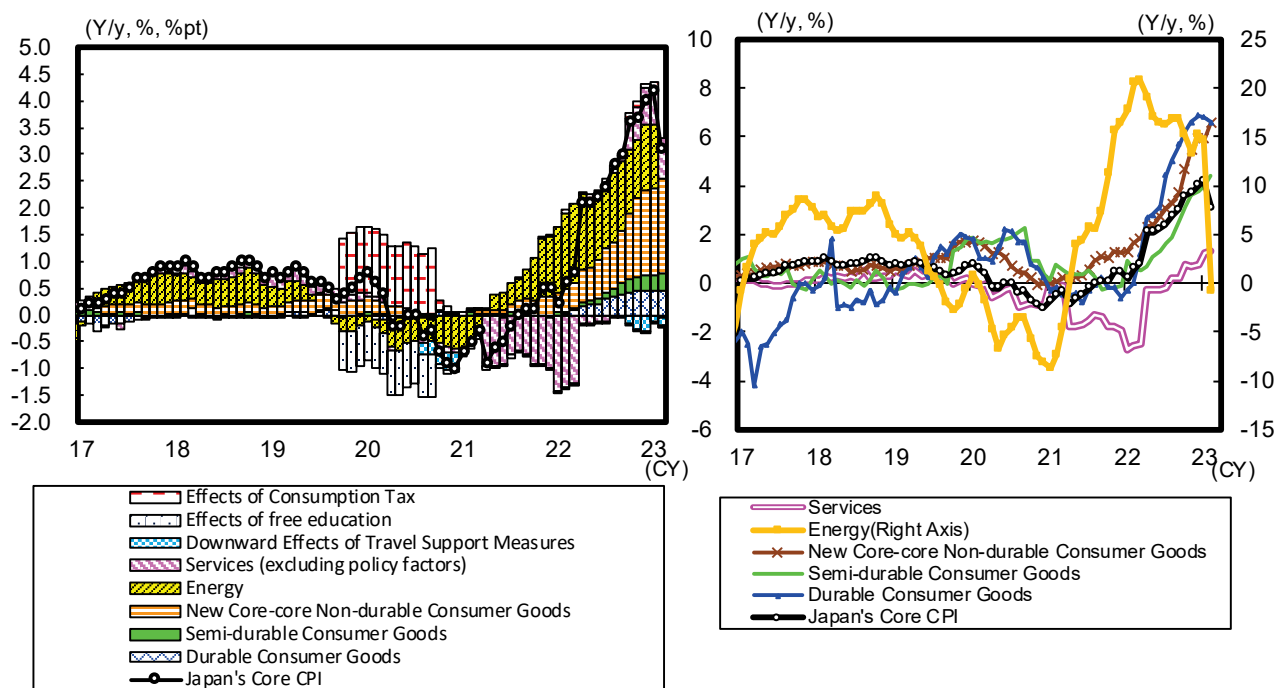 (Y/y, %, %pt)
5.0
4.5
4.0
3.5
3.0
2.5
2.0
1.5
1.0
0.5
0.0
-0.5
-1.0
-1.5
-2.0
17 18 19 20 21 22 23
(CY)
Effects of Consumption Tax
Effects of free education
Downward Effects of Travel Support Measures
Services (excluding policy factors)
Energy
New Core-core Non-durable Consumer Goods
Semi-durable Consumer Goods
Durable Consumer Goods
Japan's Core CPI
(Y/y, %) (Y/y, %)
10 25
8 20
6 15
4 10
2 5
0 0
-2 -5
-4 -10
-6 -15
17 18 19 20 21 22 23
(CY)
Services
Energy(Right Axis)
New Core-core Non-durable Consumer Goods
Semi-durable Consumer Goods
Durable Consumer Goods
Japan's Core CPI